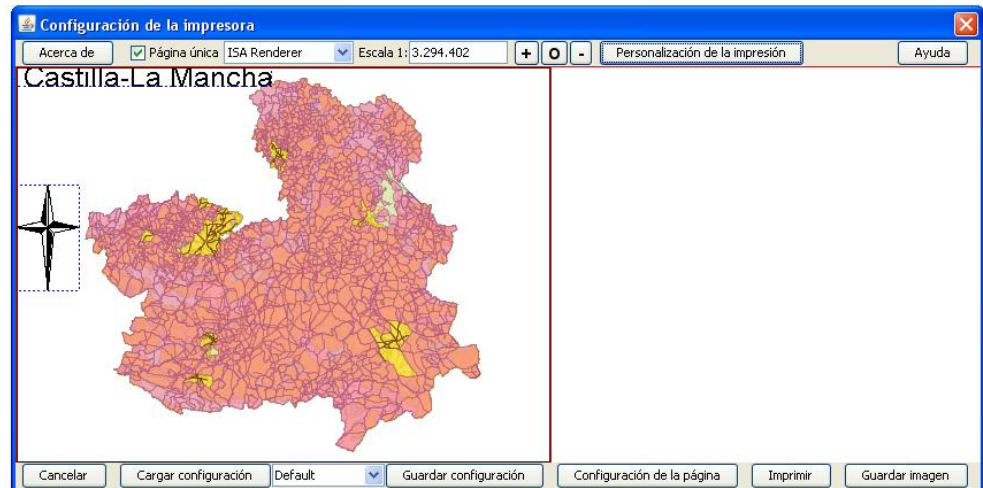 Configuración de la impresora
Acerca de Página única ISA Renderer Escala 1: 3.294.402 + O - Personalización de la impresión Ayuda
Castilla-La Mancha
Cancelar Cargar configuración Default Guardar configuración Configuración de la página Imprimir Guardar imagen